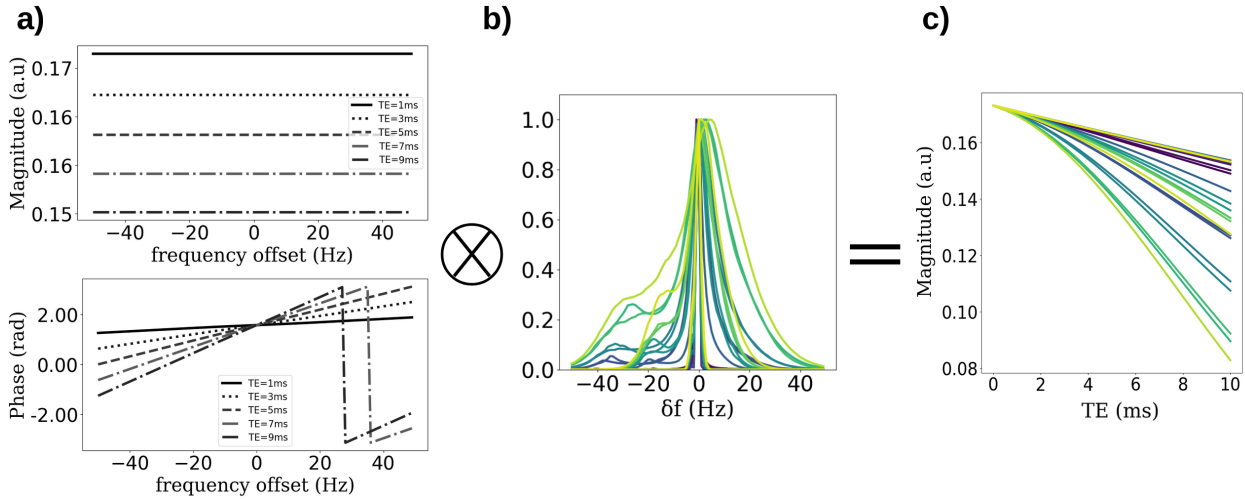 a)
b)
c)
Magnitude (a.u)
0.17
0.16
0.16
0.15
TE=1ms
TE=3ms
TE=5ms
TE=7ms
TE=9ms
−40 −20 0 20 40
frequency offset (Hz)
Phase (rad)
2.00
0.00
-2.00
TE=1ms
TE=3ms
TE=5ms
TE=7ms
TE=9ms
−40 −20 0 20 40
frequency offset (Hz)
1.0
0.8
0.6
0.4
0.2
0.0
−40 −20 0 20 40
δf (Hz)
Magnitude (a.u)
0.16
0.14
0.12
0.10
0.08
0 2 4 6 8 10
TE (ms)